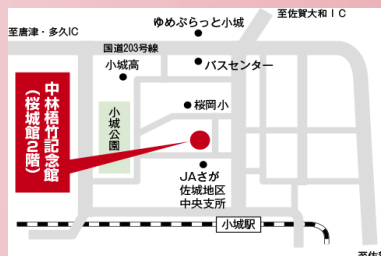 至佐賀大和ＩＣ
ゆめぷらっと小城
至唐津・多久IC
国道203号線
小城高
バスセンター
中林梧竹記念館
（桜城館２階）
小城公園
桜岡小
JAさが
佐城地区
中央支所
小城駅
至佐賀